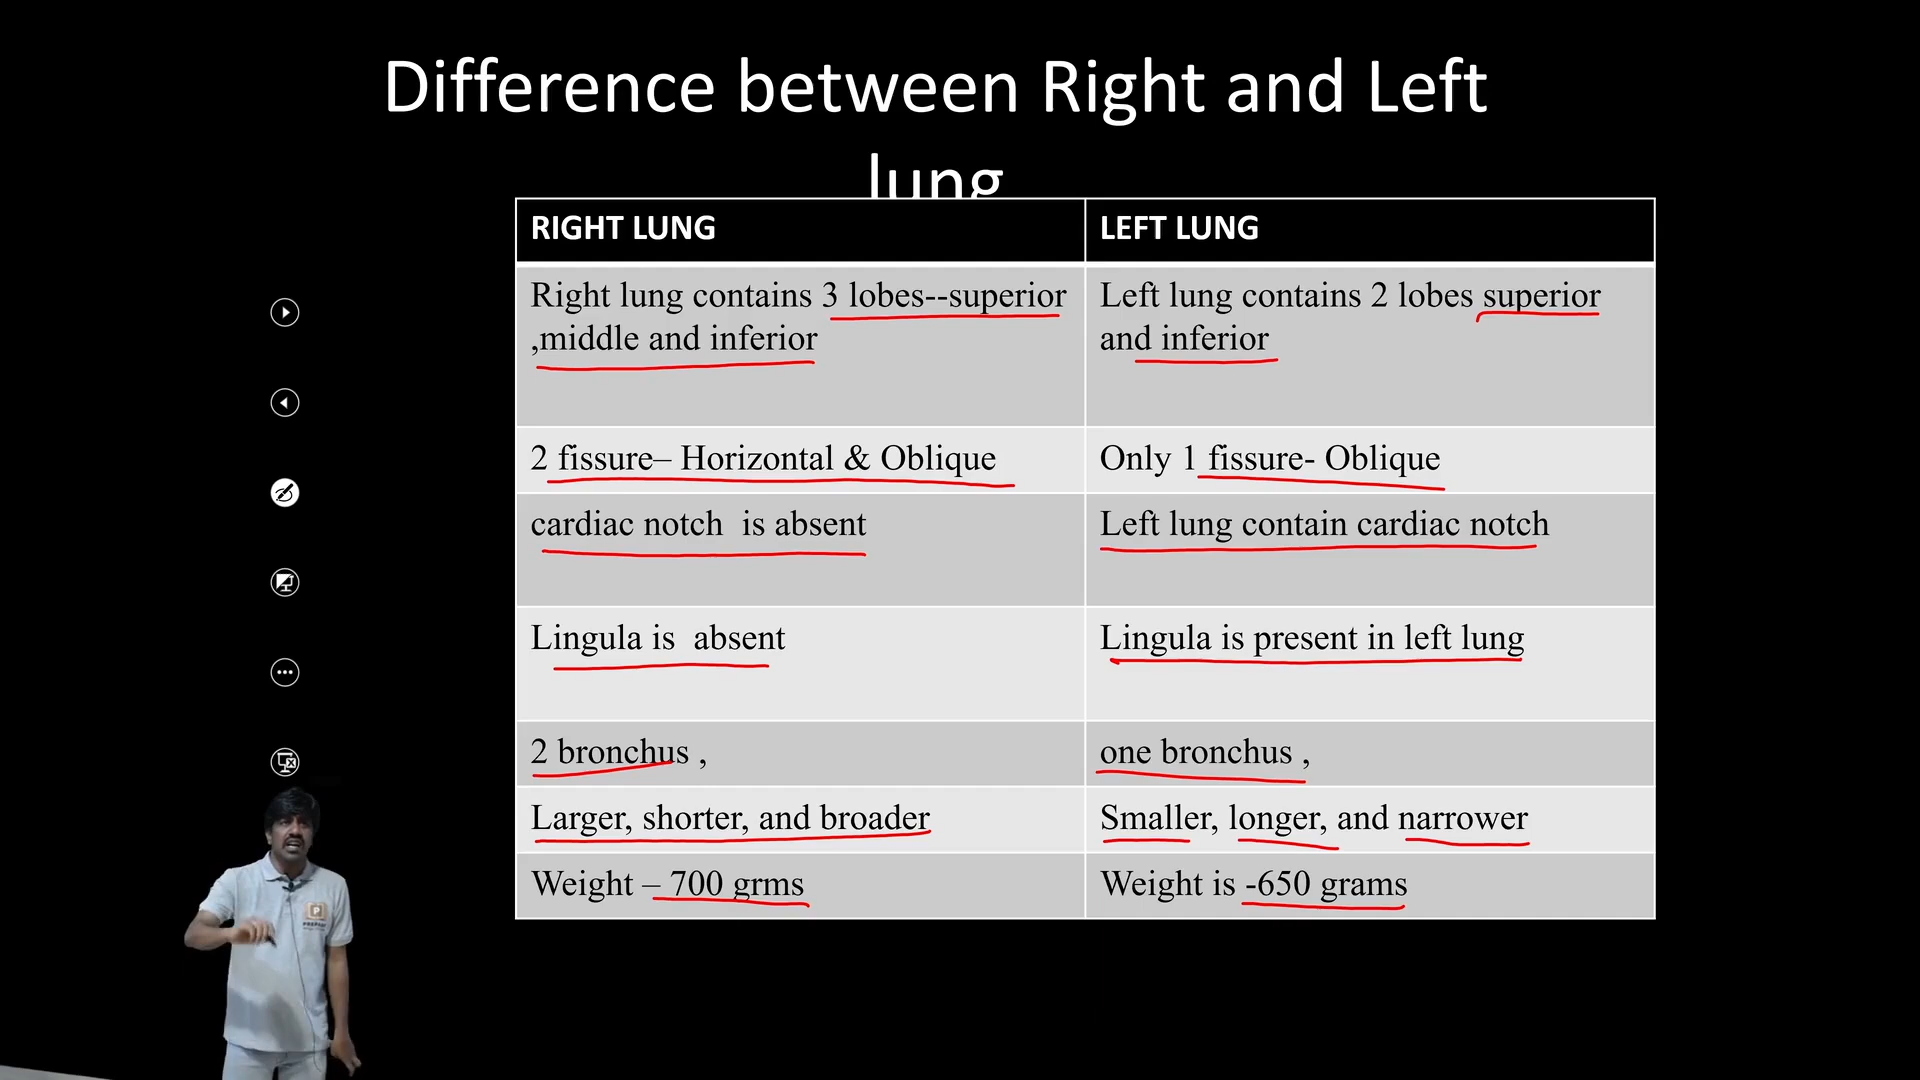 Difference between Right and Left
lung
RIGHT LUNG
LEFT LUNG
Right lung contains 3 lobes--superior
,middle and inferior
Left lung contains 2 lobes superior
and inferior
2 fissure– Horizontal & Oblique
Only 1 fissure- Oblique
cardiac notch  is absent
Left lung contain cardiac notch
Lingula is  absent
Lingula is present in left lung
2 bronchus ,
one bronchus ,
Larger, shorter, and broader
Smaller, longer, and narrower
Weight – 700 grms
Weight is -650 grams
P